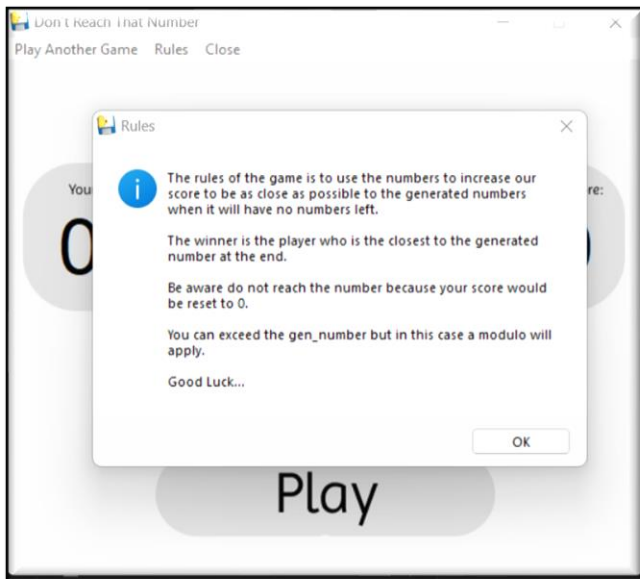 Don't Reach That Number
Play Another Game Rules Close
Rules
You
re:
0
The rules of the game is to use the numbers to increase our
score to be as close as possible to the generated numbers
when it will have no numbers left.
The winner is the player who is the closest to the generated
number at the end.
Be aware do not reach the number because your score would
be reset to 0.
You can exceed the gen_number but in this case a modulo will
apply.
Good Luck...
OK
Play